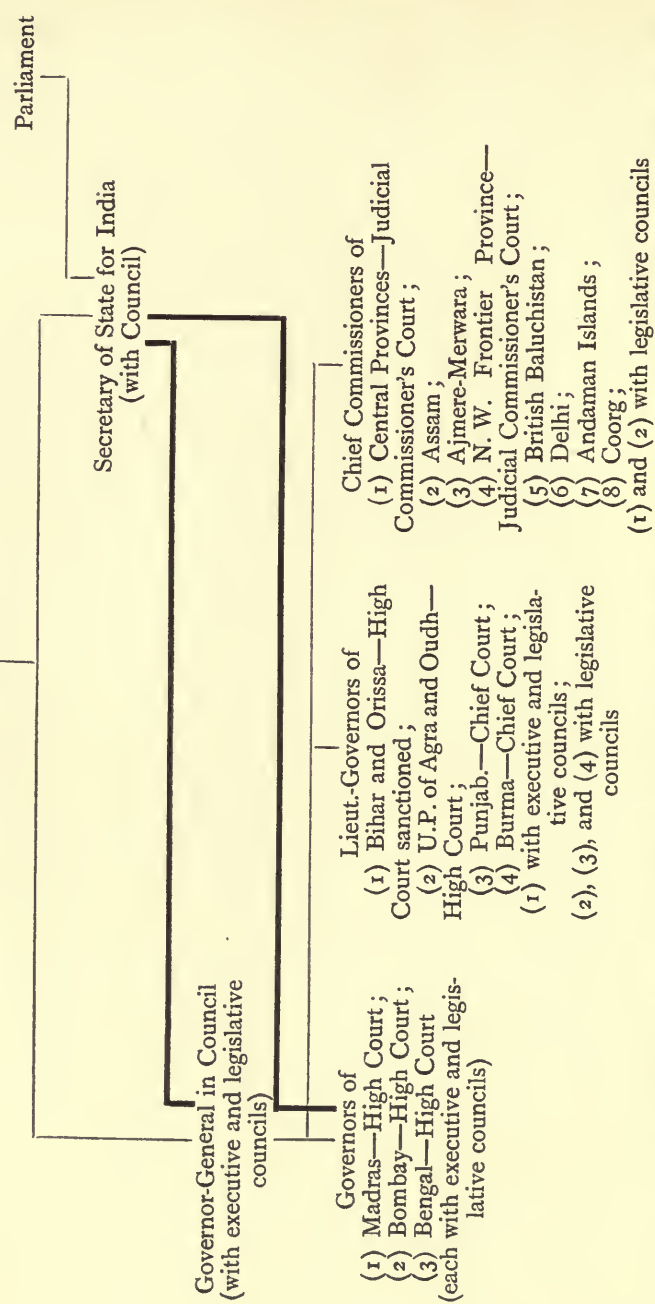 Parliament
Secretary of State for India
(with Council)
Governor-General in Council
(with executive and legislative
councils)
Governors of
(1) Madras—High Court;
(2) Bombay—High Court;
(3) Bengal—High Court
(each with executive and legis-
lative councils)
Lieut.-Governors of
(1) Bihar and Orissa—High
Court sanctioned;
(2) U.P. of Agra and Oudh—
High Court;
(3) Punjab.—Chief Court;
(4) Burma—Chief Court;
(1) with executive and legisla-
tive councils;
(2), (3), and (4) with legislative
councils
Chief Commissioners of
(1) Central Provinces—Judicial
Commissioner's Court;
(2) Assam;
(3) Ajmere-Merwara;
(4) N. W. Frontier Province—
Judicial Commissioner's Court;
(5) British Baluchistan;
(6) Delhi;
(7) Andaman Islands;
(8) Coorg;
(1) and (2) with legislative councils